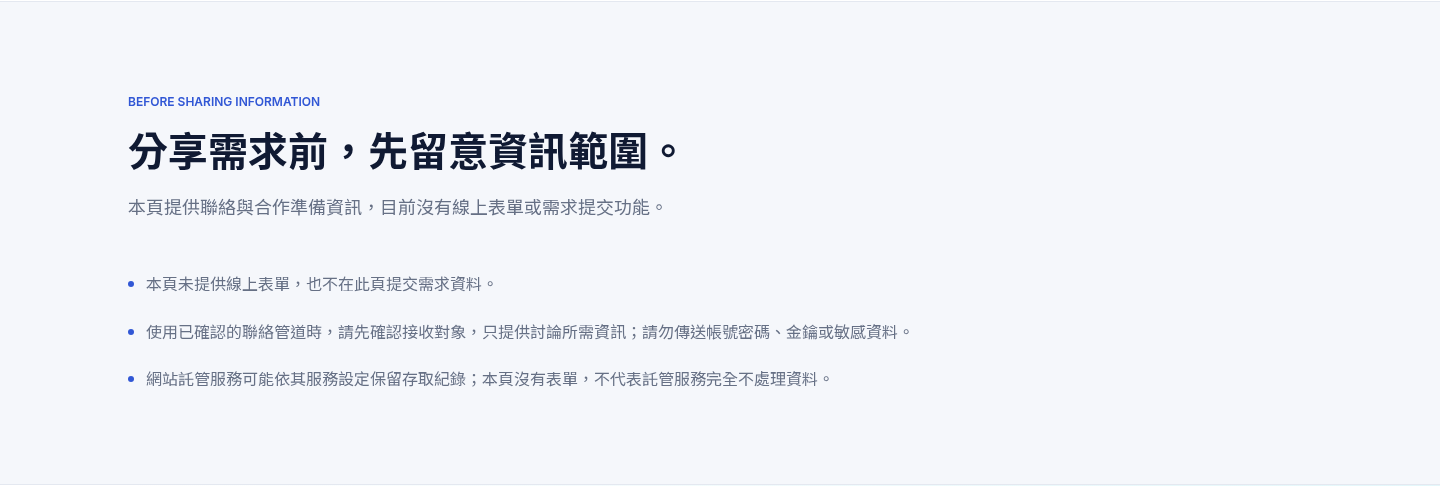 BEFORE SHARING INFORMATION
分享需求前，先留意資訊範圍。
本頁提供聯絡與合作準備資訊，目前沒有線上表單或需求提交功能。
本頁未提供線上表單，也不在此頁提交需求資料。
使用已確認的聯絡管道時，請先確認接收對象，只提供討論所需資訊；請勿傳送帳號密碼、金鑰或敏感資料。
網站託管服務可能依其服務設定保留存取紀錄；本頁沒有表單，不代表託管服務完全不處理資料。